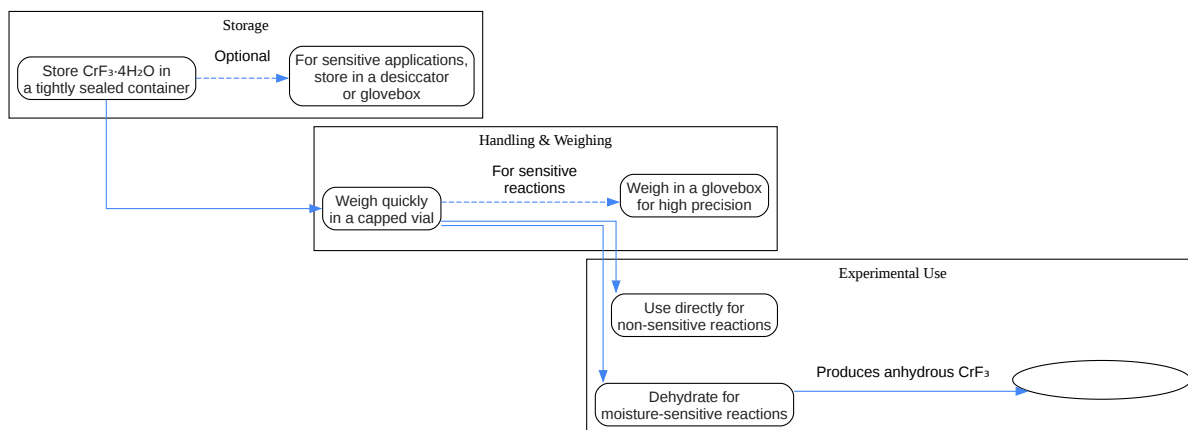 Storage
Optional
Store CrF₃·4H₂O in
a tightly sealed container
For sensitive applications,
store in a desiccator
or glovebox
Handling & Weighing
For sensitive
reactions
Weigh quickly
in a capped vial
Weigh in a glovebox
for high precision
Experimental Use
Use directly for
non-sensitive reactions
Produces anhydrous CrF₃
Dehydrate for
moisture-sensitive reactions